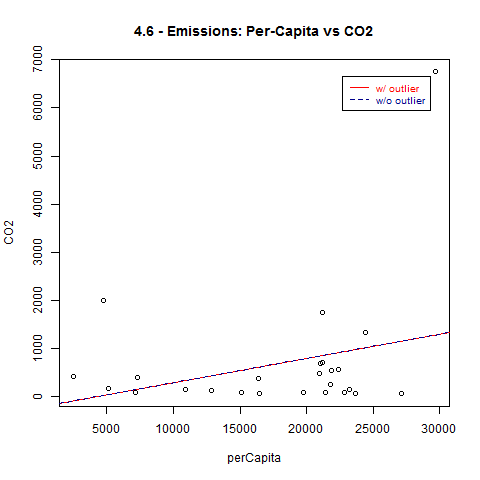 4.6 - Emissions: Per-Capita vs CO2
7000
6000
5000
4000
3000
2000
1000
0
CO2
w/ outlier
w/o outlier
5000 10000 15000 20000 25000 30000
perCapita